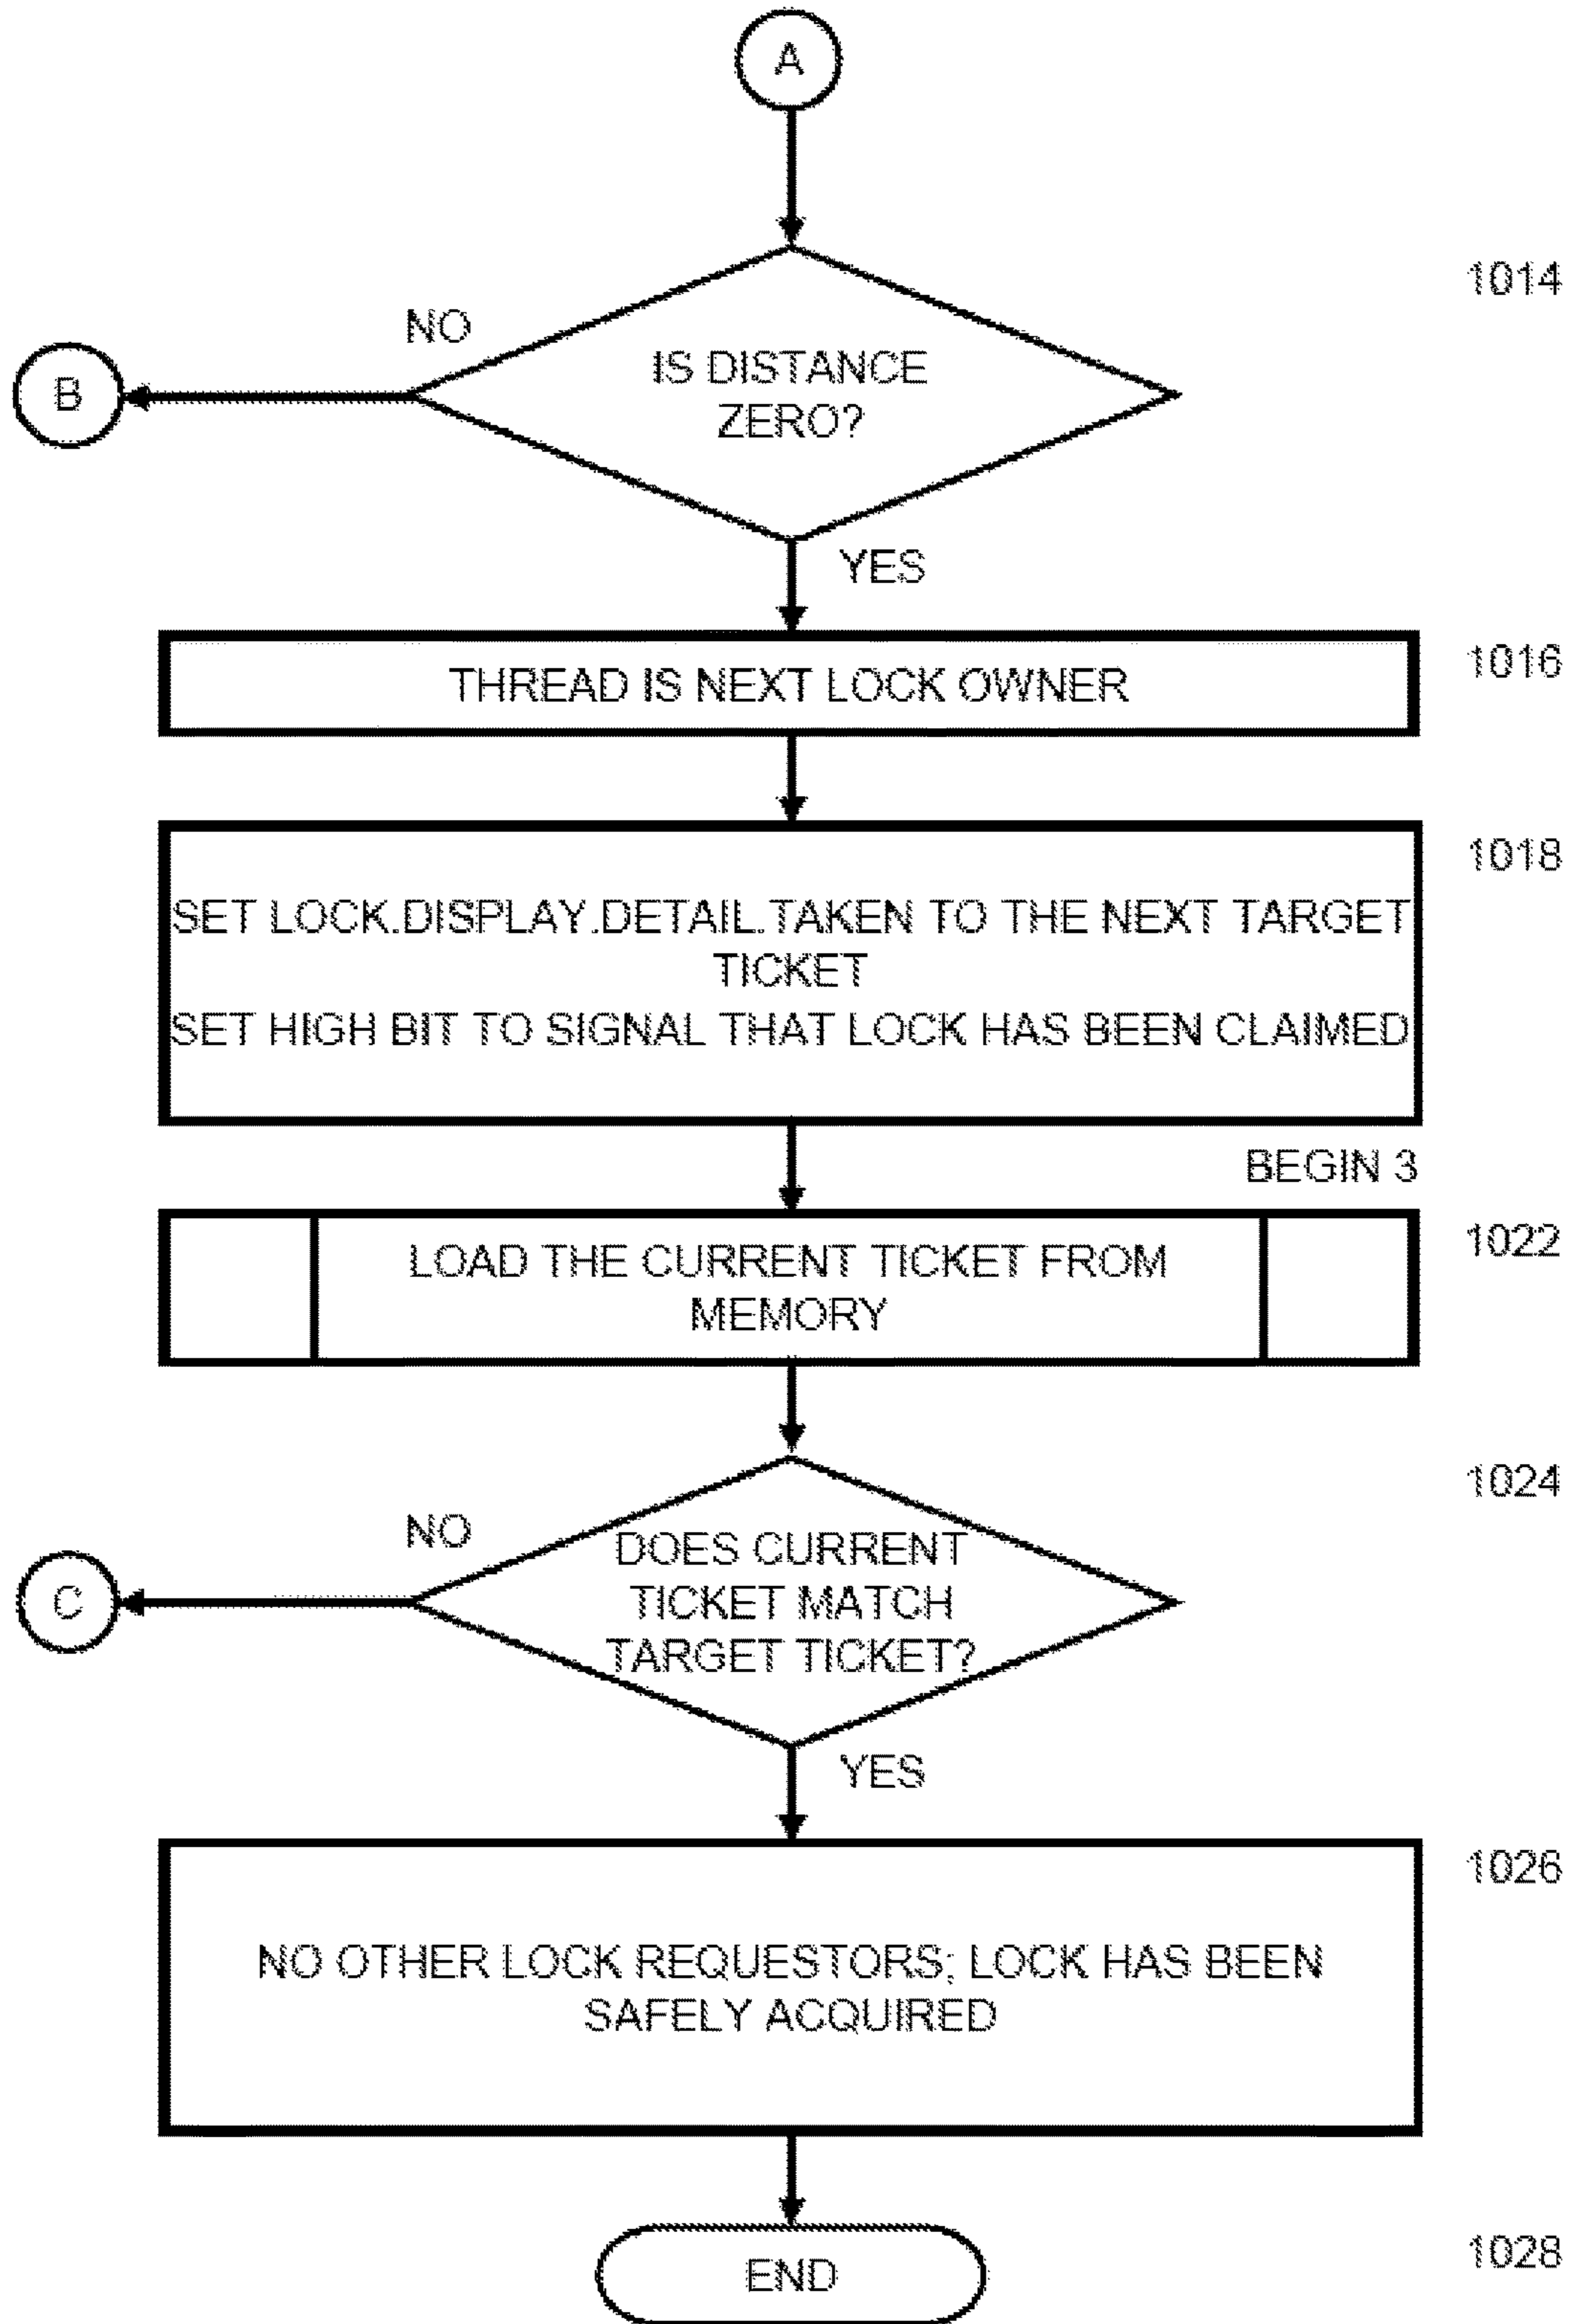 A
1014
NO
IS DISTANCE
ZERO?
B
YES
THREAD IS NEXT LOCK OWNER
1016
1018
SET LOCK.DISPLAY.DETAIL.TAKEN TO THE NEXT TARGET
TICKET
SET HIGH BIT TO SIGNAL THAT LOCK HAS BEEN CLAIMED
BEGIN 3
1022
LOAD THE CURRENT TICKET FROM
MEMORY
1024
NO
DOES CURRENT
TICKET MATCH
TARGET TICKET?
C
YES
1026
NO OTHER LOCK REQUESTORS; LOCK HAS BEEN
SAFELY ACQUIRED
1028
END